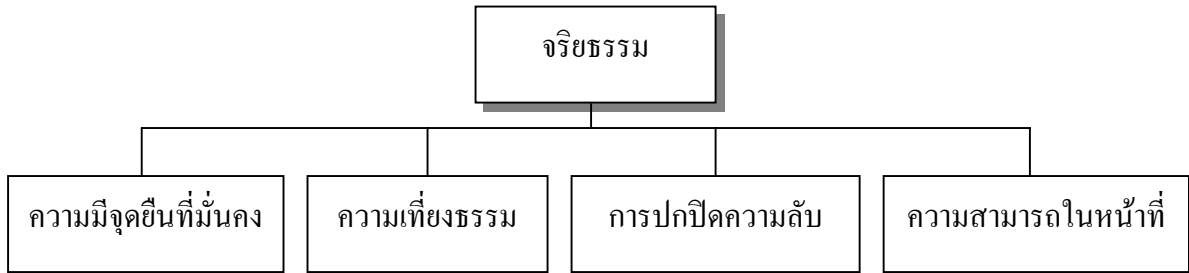 จริยธรรม
ความมีจุดยืนที่มั่นคง
ความเที่ยงธรรม
การปกปิดความลับ
ความสามารถในหน้าที่